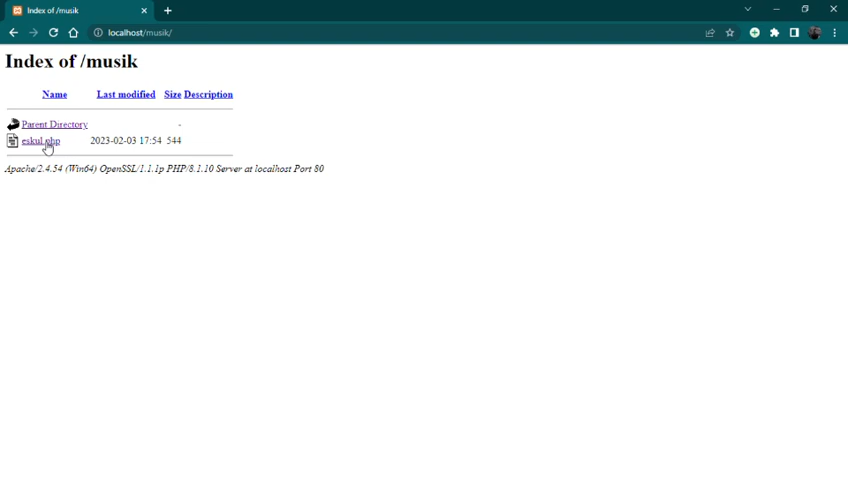 Index of /musik
localhost/musik/
Index of /musik
Name Last modified Size Description
Parent Directory -
eskul.php 2023-02-03 17:54 544
Apache/2.4.54 (Win64) OpenSSL/1.1.1p PHP/8.1.10 Server at localhost Port 80